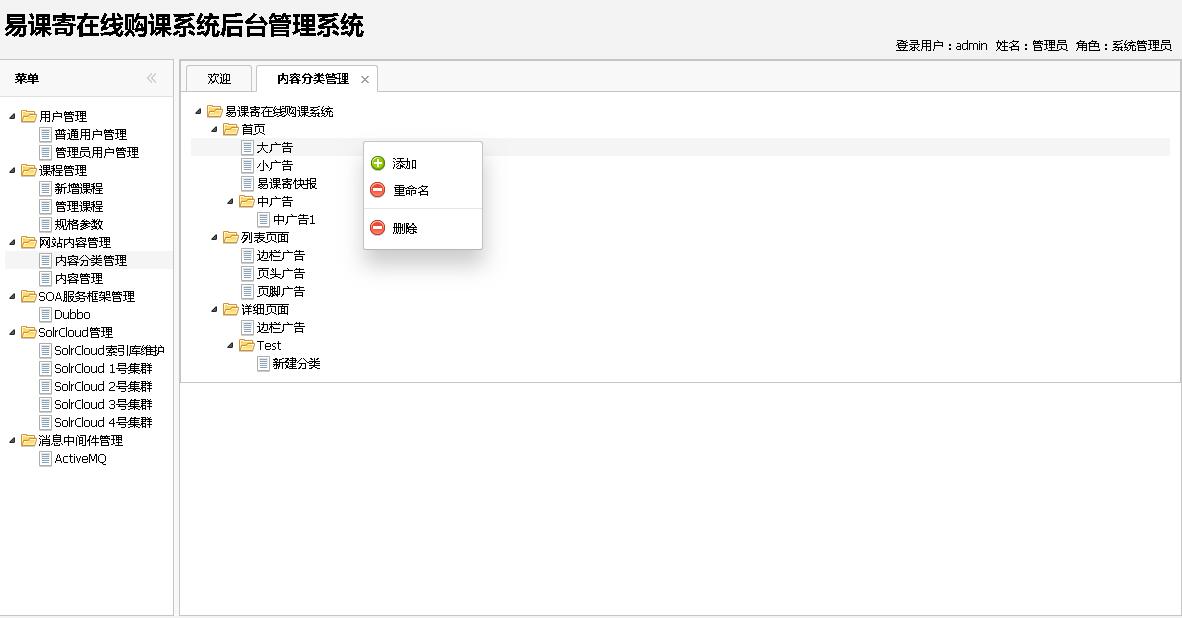 易课寄在线购课系统后台管理系统
登录用户：admin 姓名：管理员 角色：系统管理员
菜单
用户管理
普通用户管理
管理员用户管理
课程管理
新增课程
管理课程
规格参数
网站内容管理
内容分类管理
内容管理
SOA服务框架管理
Dubbo
SolrCloud管理
SolrCloud索引库维护
SolrCloud 1号集群
SolrCloud 2号集群
SolrCloud 3号集群
SolrCloud 4号集群
消息中间件管理
ActiveMQ
欢迎
内容分类管理
易课寄在线购课系统
首页
大广告
小广告
易课寄快报
中广告
中广告1
列表页面
边栏广告
页头广告
页脚广告
详细页面
边栏广告
Test
新建分类
添加
重命名
删除